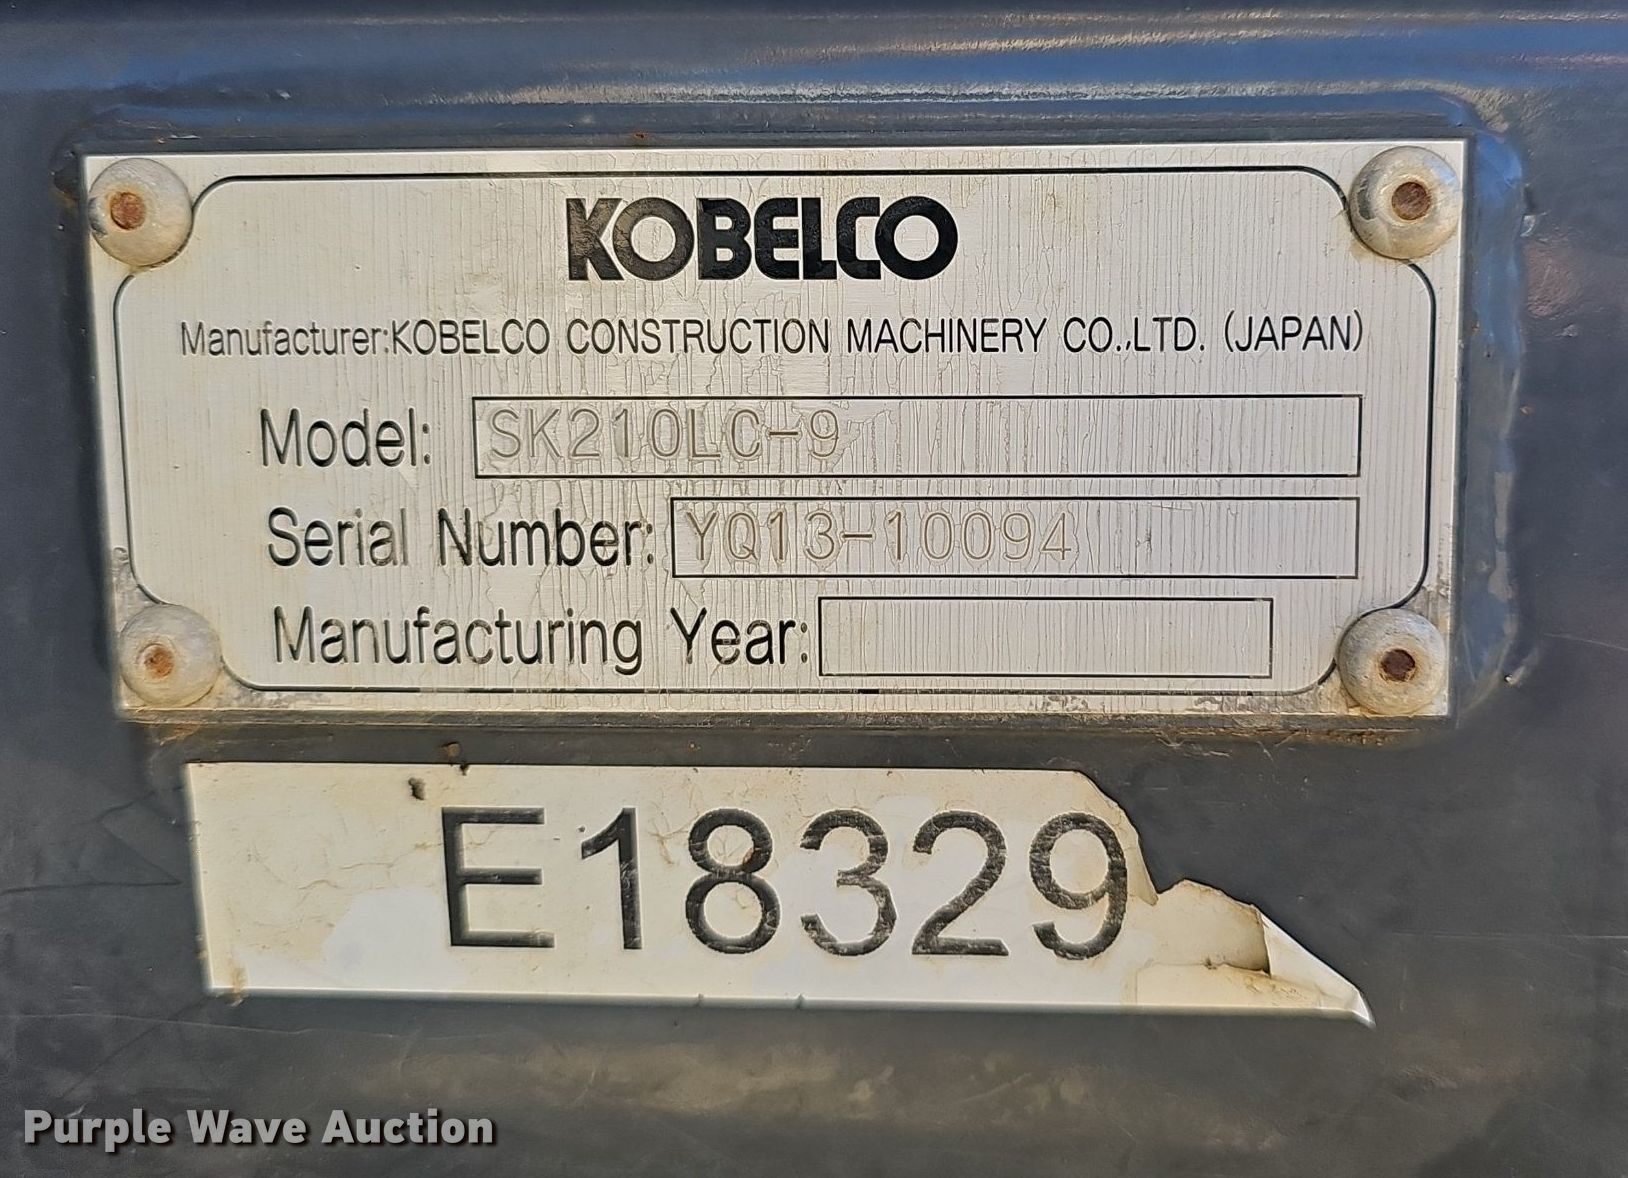 KOBELCO
Manufacturer:KOBELCO CONSTRUCTION MACHINERY CO.,LTD. (JAPAN)
Model: SK210LC-9
Serial Number: YQ13-10094
Manufacturing Year:
E18329
Purple Wave Auction